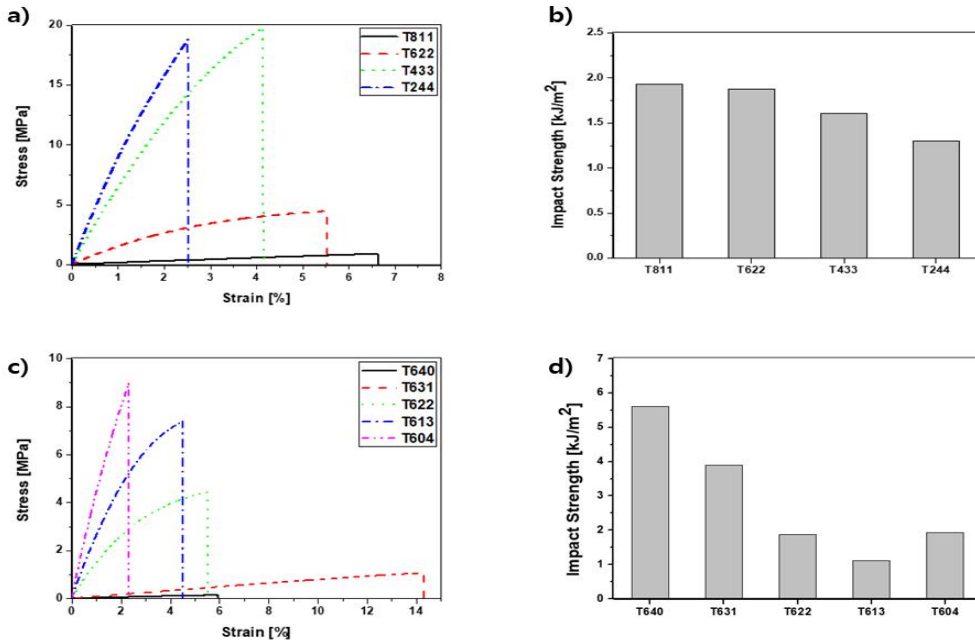 a)
20
15
10
5
0
Stress [MPa]
0 1 2 3 4 5 6 7 8
Strain [%]
T811
T622
T433
T244
b)
2.5
2.0
1.5
1.0
0.5
0.0
Impact Strength [kJ/m²]
T811 T622 T433 T244
c)
10
8
6
4
2
0
Stress [MPa]
0 2 4 6 8 10 12 14
Strain [%]
T640
T631
T622
T613
T604
d)
7
6
5
4
3
2
1
0
Impact Strength [kJ/m²]
T640 T631 T622 T613 T604